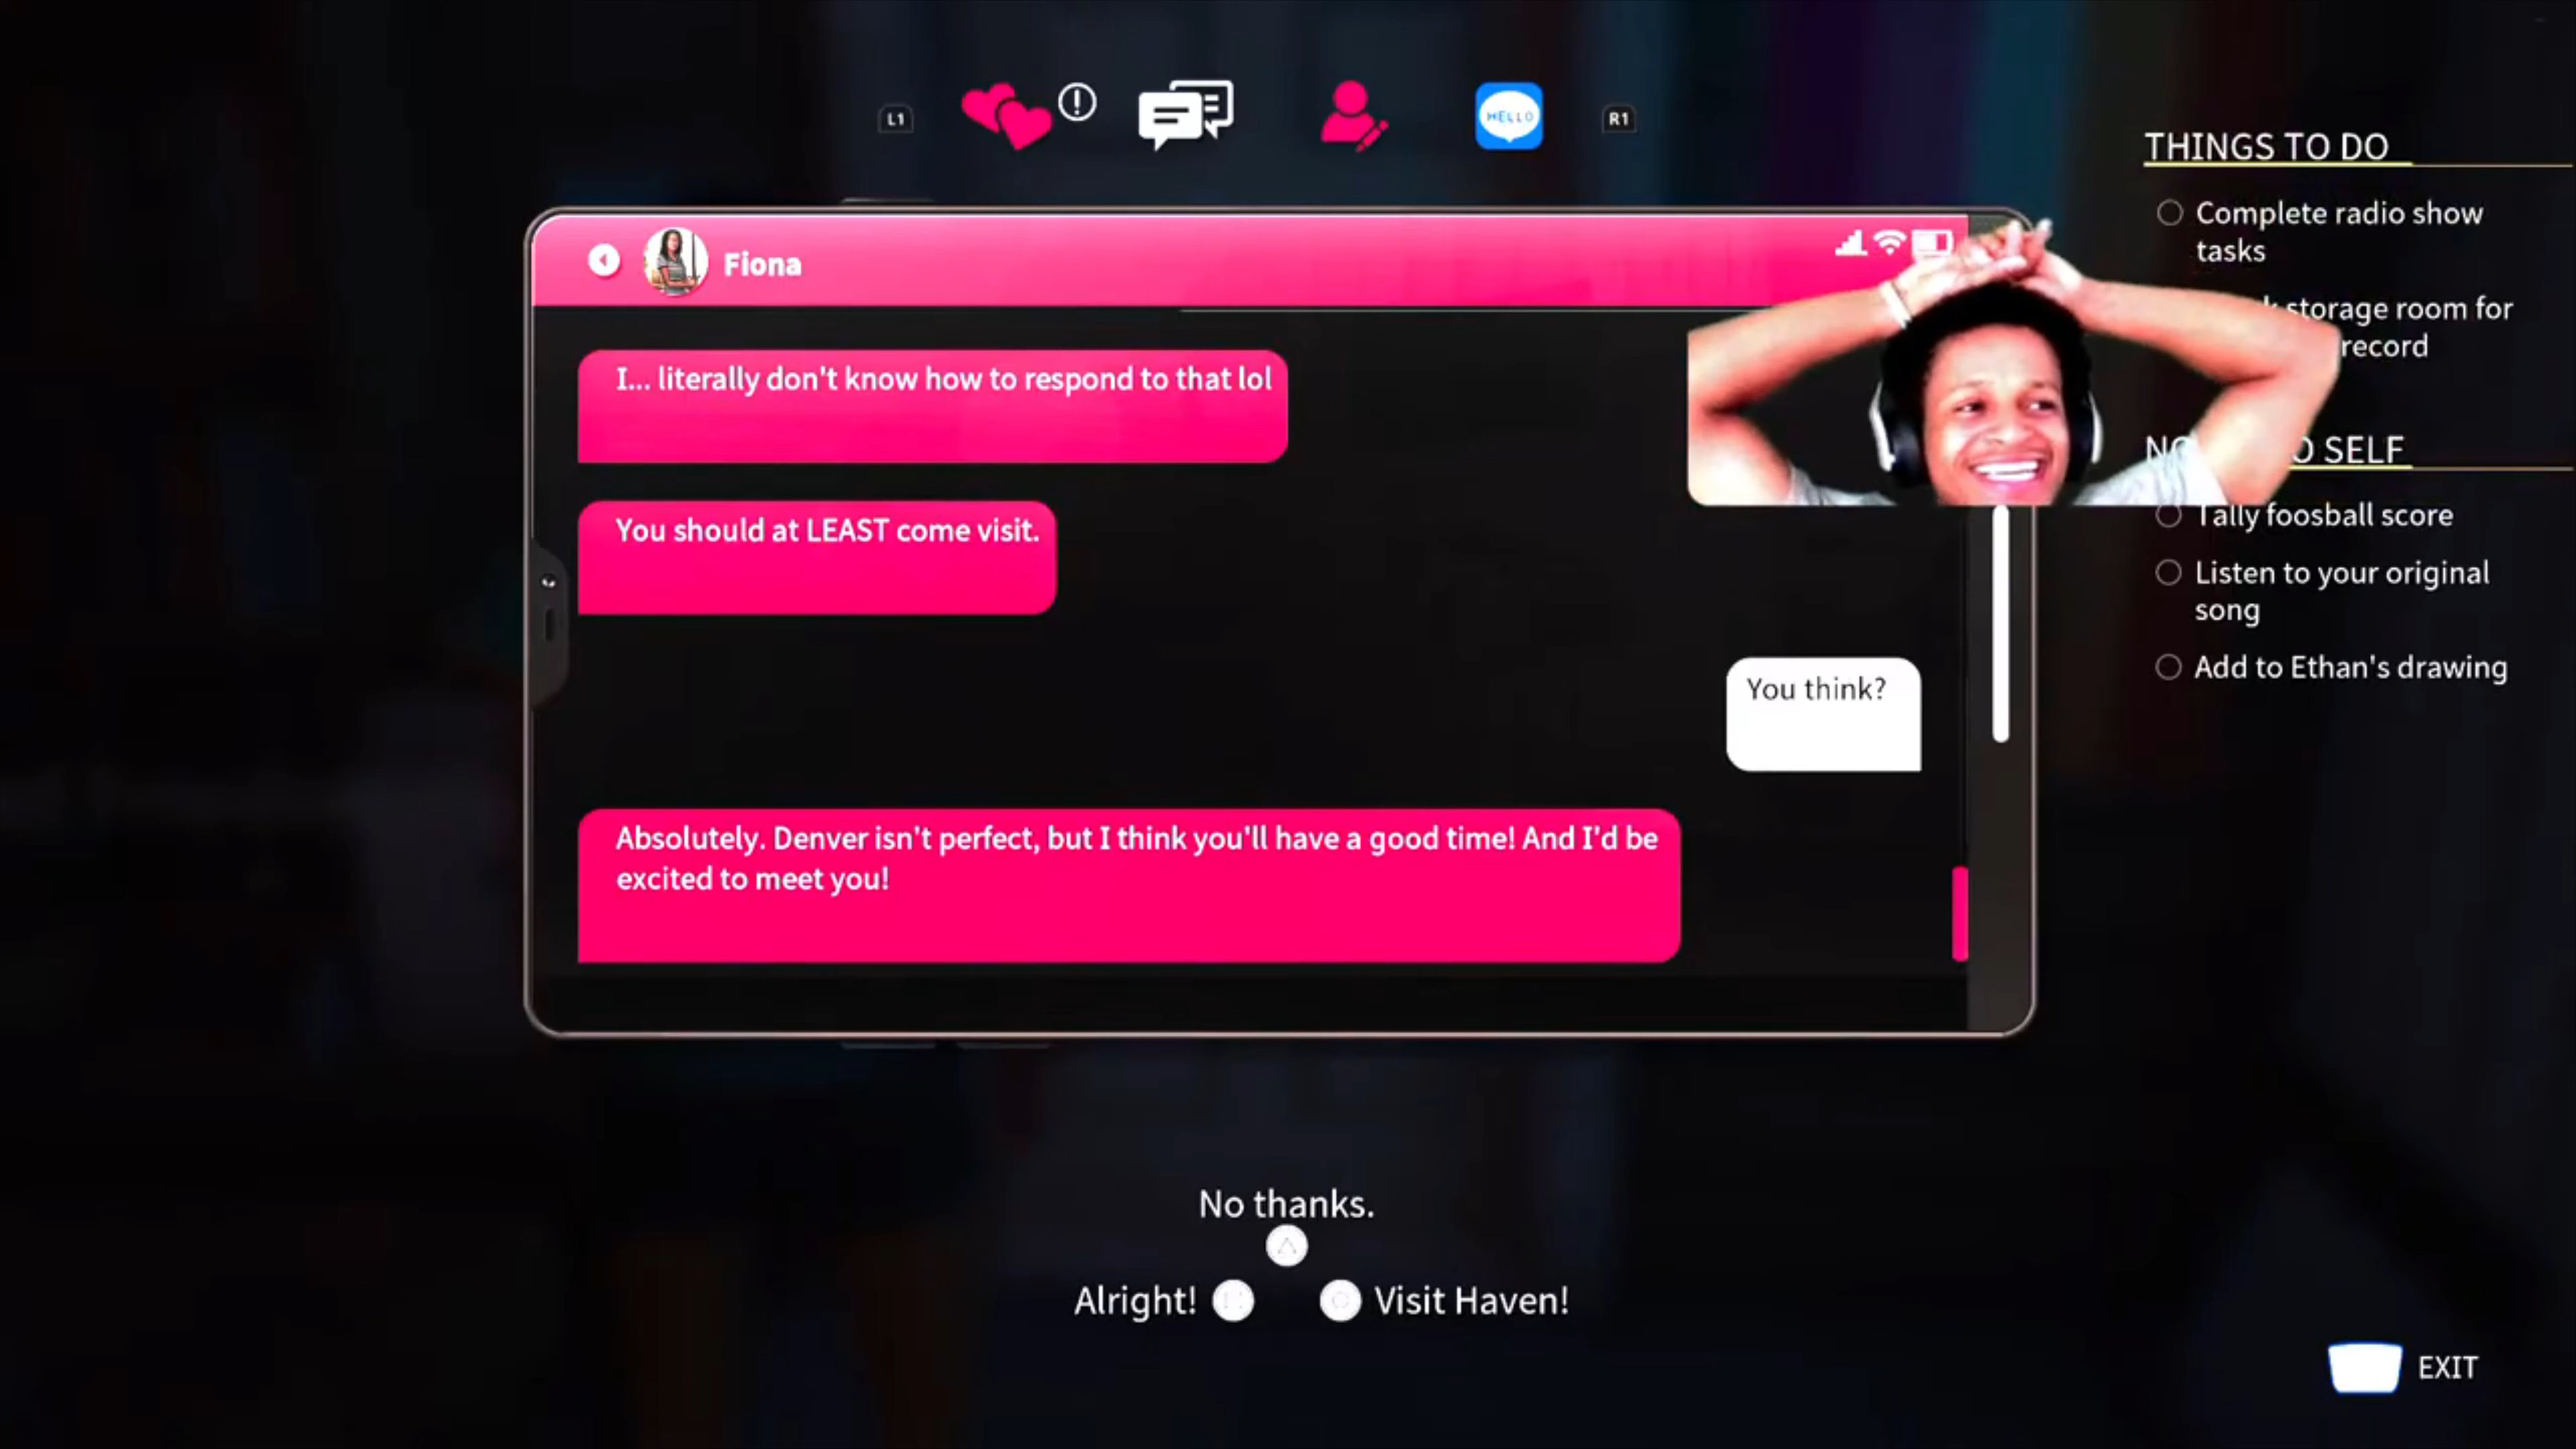 L1
HELLO
R1
THINGS TO DO
Complete radio show
tasks
storage room for
record
Fiona
I... literally don't know how to respond to that lol
You should at LEAST come visit.
You think?
Absolutely. Denver isn't perfect, but I think you'll have a good time! And I'd be
excited to meet you!
SELF
Tally foosball score
Listen to your original
song
Add to Ethan's drawing
No thanks.
Alright!
Visit Haven!
EXIT